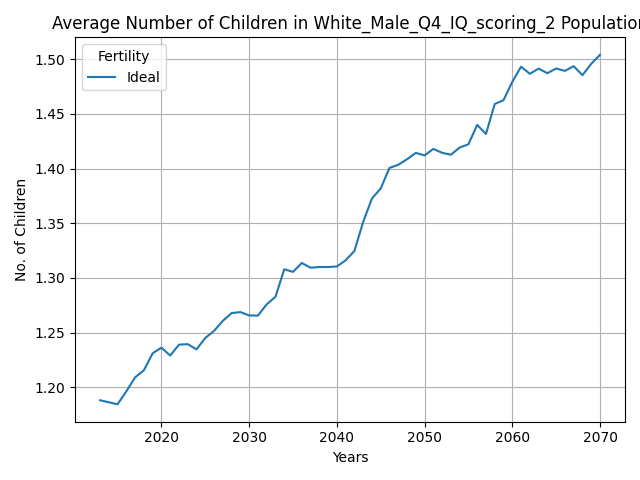 Average Number of Children in White_Male_Q4_IQ_scoring_2 Population
Fertility
Ideal
No. of Children
1.50
1.45
1.40
1.35
1.30
1.25
1.20
2020 2030 2040 2050 2060 2070
Years